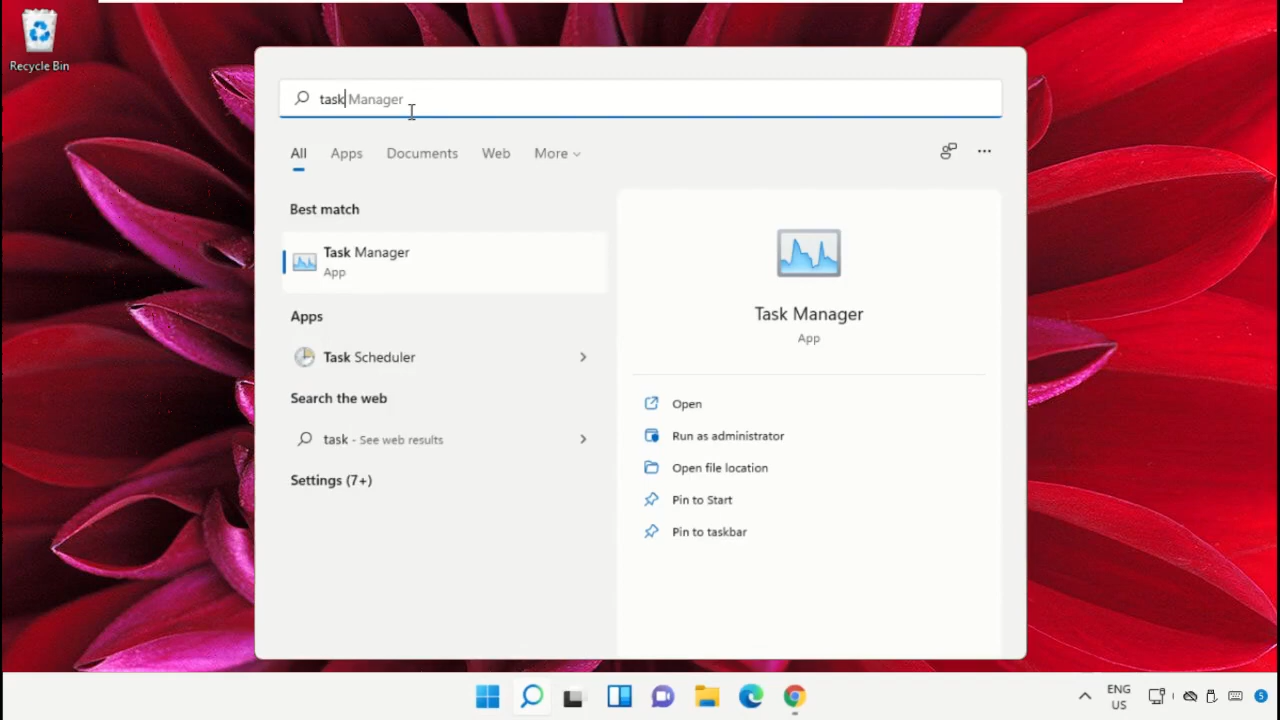 Recycle Bin
task Manager
All Apps Documents Web More
Best match
Task Manager
App
Apps
Task Scheduler
Search the web
task - See web results
Settings (7+)
Task Manager
App
Open
Run as administrator
Open file location
Pin to Start
Pin to taskbar
ENG
US
5